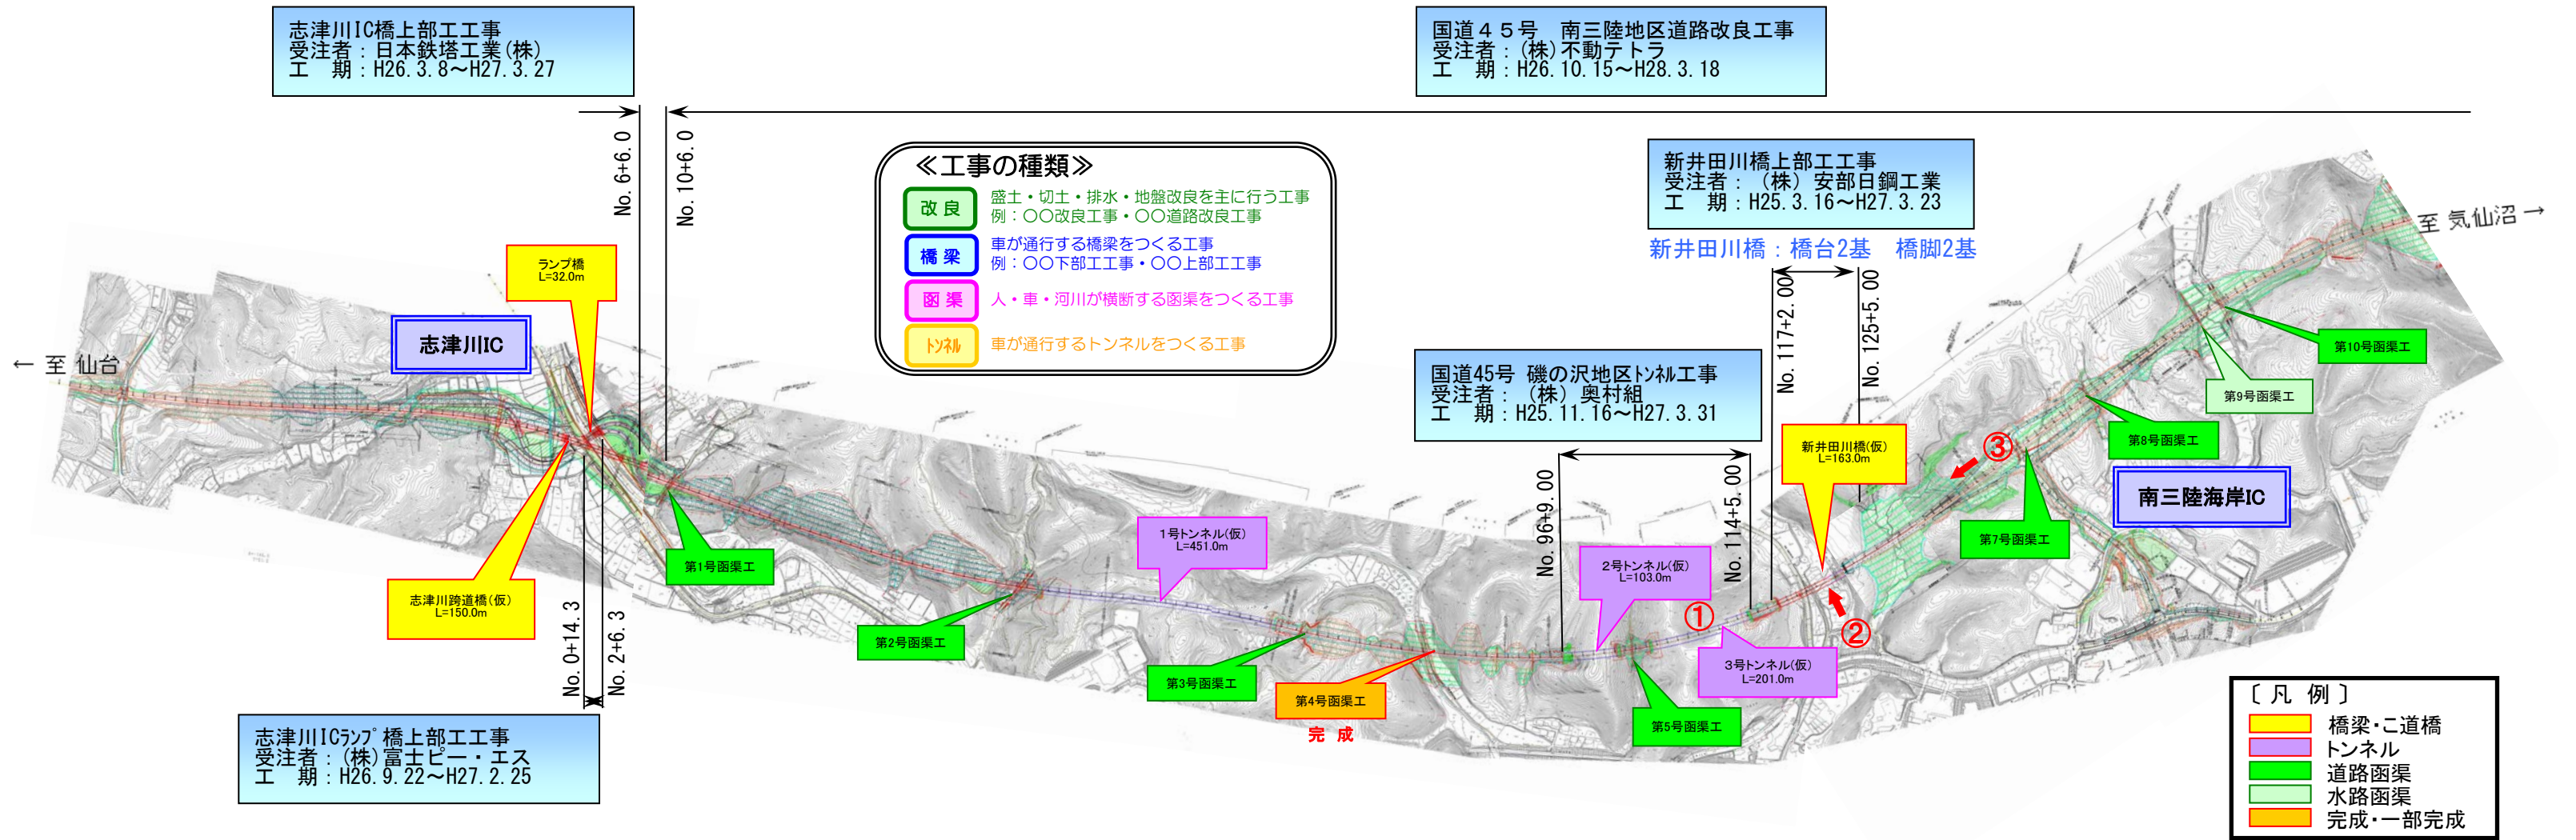 志津川IC橋上部工工事
受注者：日本鉄塔工業(株)
工　期：H26.3.8～H27.3.27
国道４５号　南三陸地区道路改良工事
受注者：(株)不動テトラ
工　期：H26.10.15～H28.3.18
No.6+6.0
No.10+6.0
≪工事の種類≫
改良
盛土・切土・排水・地盤改良を主に行う工事
例：〇〇改良工事・〇〇道路改良工事
橋梁
車が通行する橋梁をつくる工事
例：〇〇下部工工事・〇〇上部工工事
函渠
人・車・河川が横断する函渠をつくる工事
ﾄﾝﾈﾙ
車が通行するトンネルをつくる工事
新井田川橋上部工工事
受注者：（株）安部日鋼工業
工　期：H25.3.16～H27.3.23
新井田川橋：橋台2基　橋脚2基
至 気仙沼 →
ランプ橋
L=32.0m
志津川IC
← 至 仙台
No.117+2.00
No.125+5.00
国道45号 磯の沢地区ﾄﾝﾈﾙ工事
受注者：（株）奥村組
工　期：H25.11.16～H27.3.31
第10号函渠工
第9号函渠工
第8号函渠工
新井田川橋(仮)
L=163.0m
③
南三陸海岸IC
第7号函渠工
No.96+9.00
No.114+5.00
1号トンネル(仮)
L=451.0m
2号トンネル(仮)
L=103.0m
第1号函渠工
志津川跨道橋(仮)
L=150.0m
①
②
第2号函渠工
3号トンネル(仮)
L=201.0m
第3号函渠工
第4号函渠工
完 成
第5号函渠工
No.0+14.3
No.2+6.3
志津川ICﾗﾝﾌﾟ橋上部工工事
受注者：(株)富士ピー・エス
工　期：H26.9.22～H27.2.25
〔 凡 例 〕
橋梁・こ道橋
トンネル
道路函渠
水路函渠
完成・一部完成